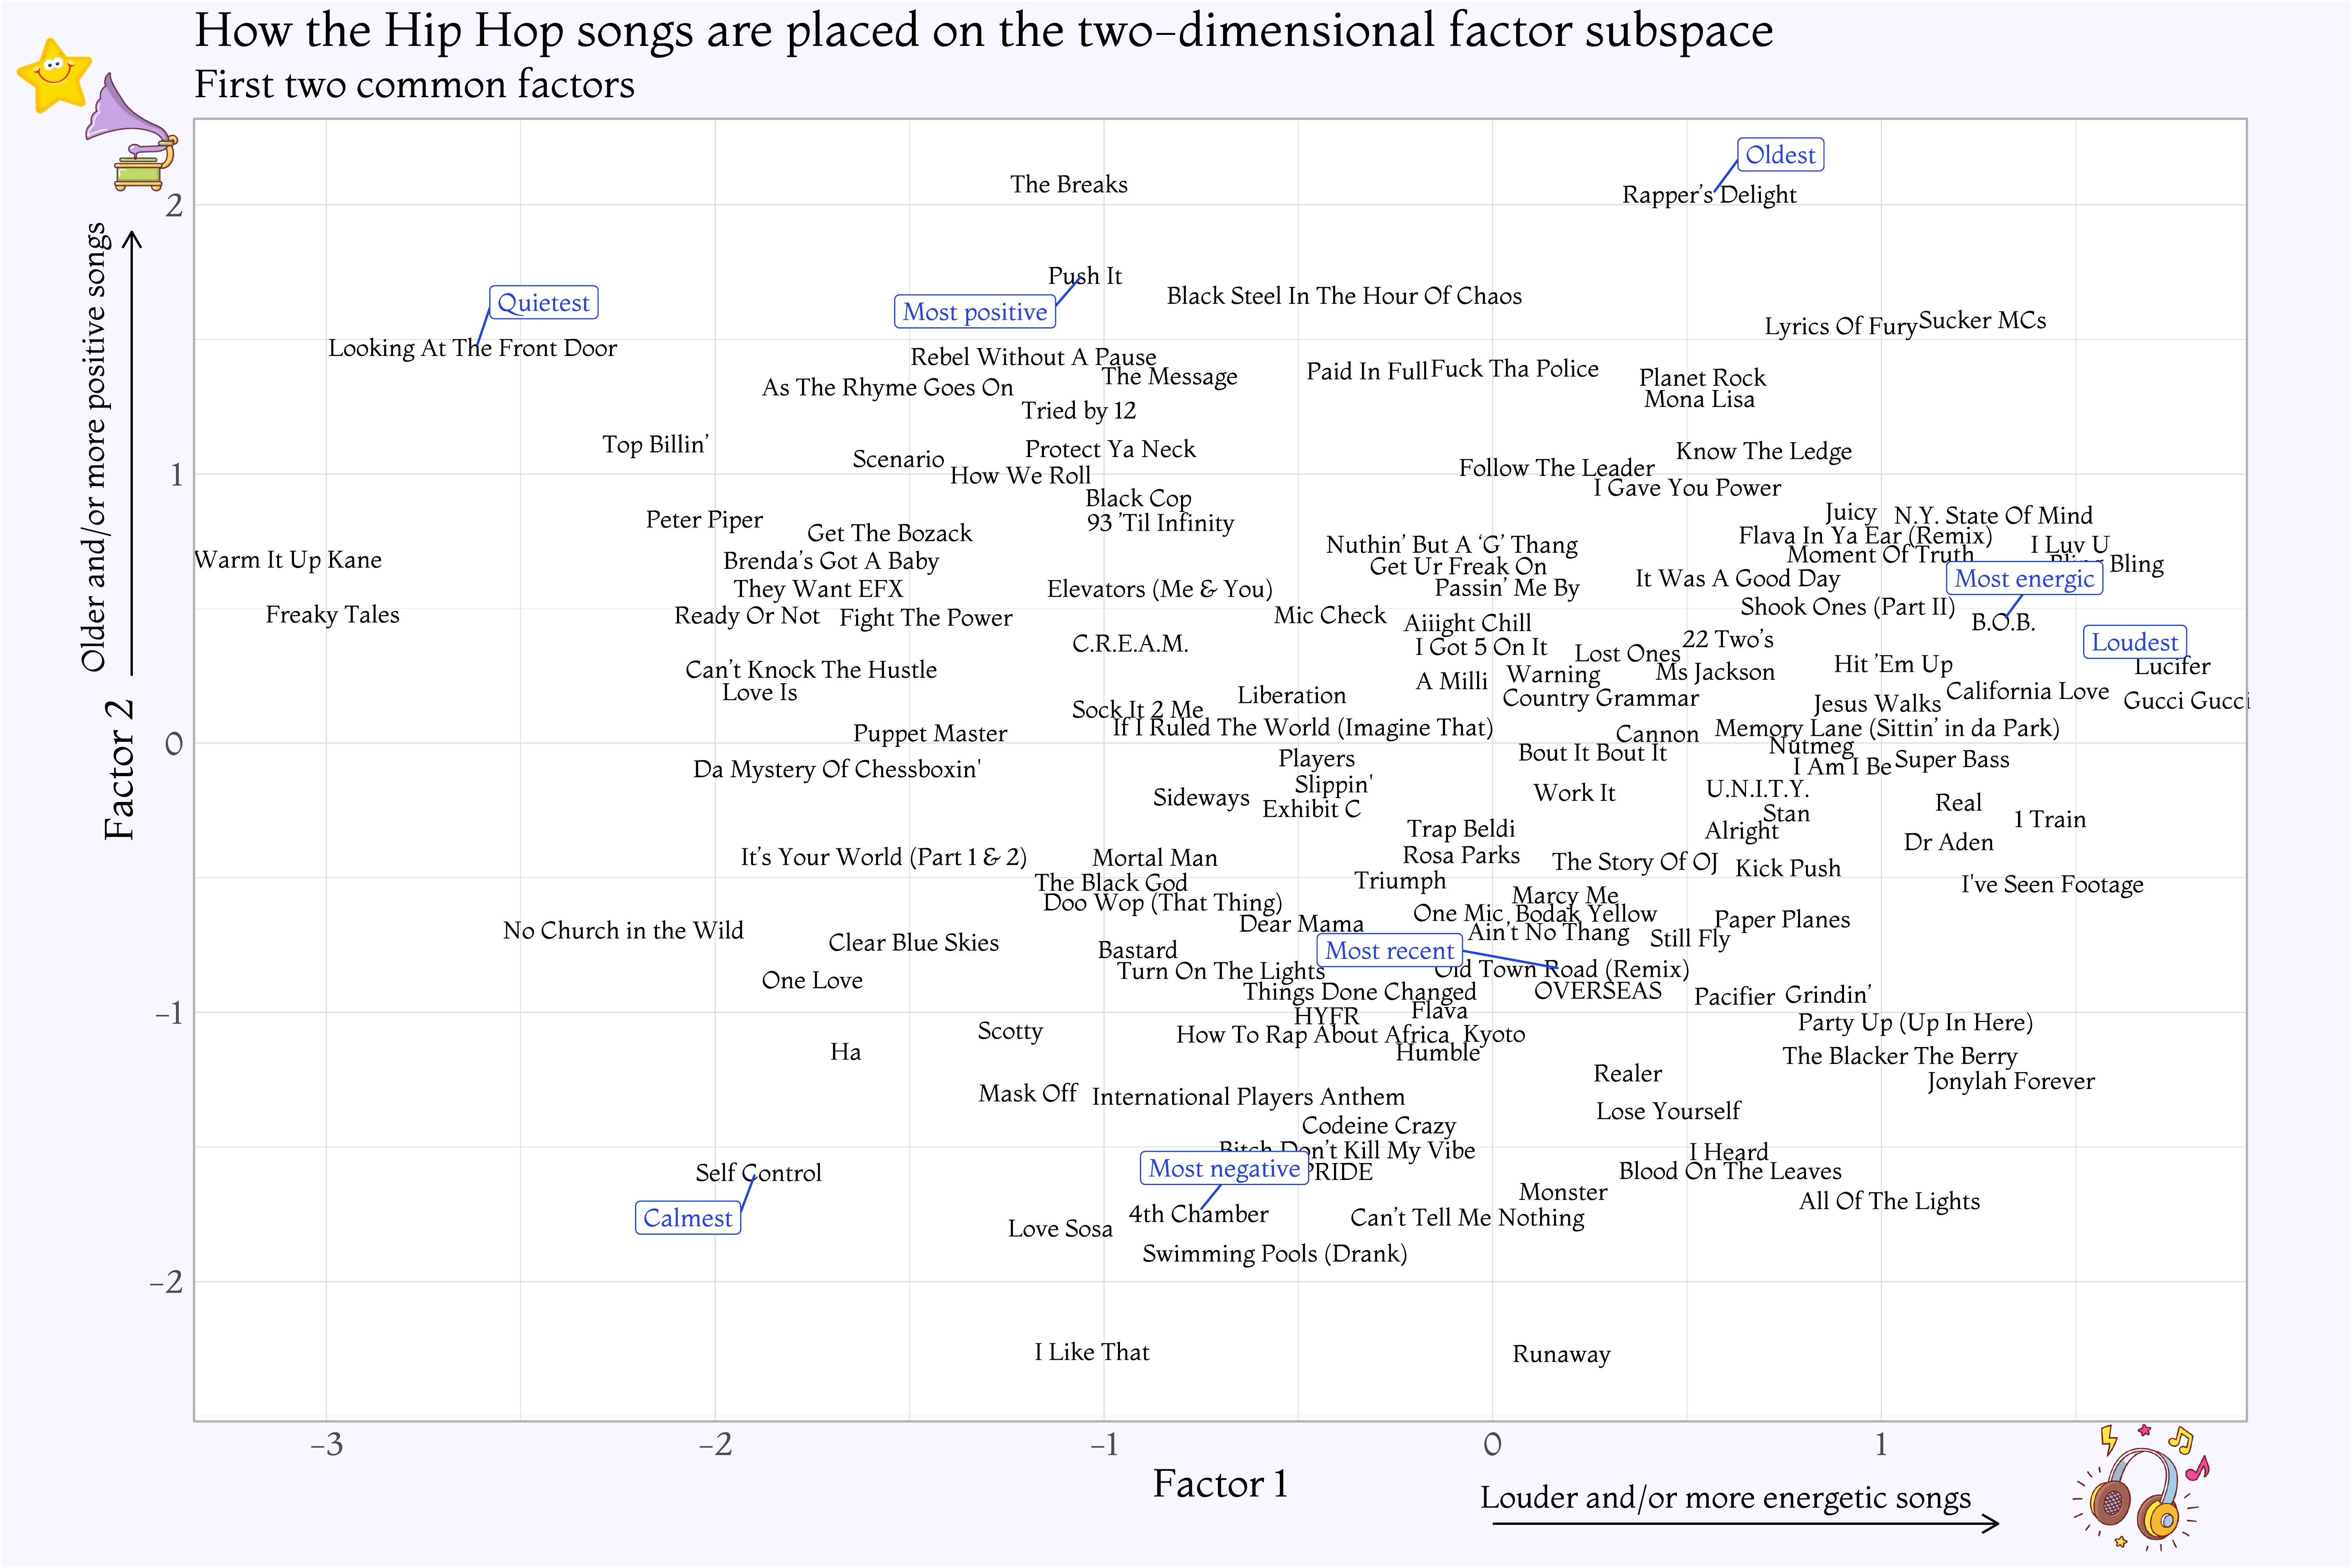 How the Hip Hop songs are placed on the two-dimensional factor subspace
First two common factors
Older and/or more positive songs
Factor 2
2
1
0
-1
-2
The Breaks
Oldest
Rapper's Delight
Push It
Most positive
Black Steel In The Hour Of Chaos
Quietest
Lyrics Of Fury
Sucker MCs
Looking At The Front Door
Rebel Without A Pause
The Message
Paid In Full
Fuck Tha Police
Planet Rock
As The Rhyme Goes On
Mona Lisa
Tried by 12
Top Billin'
Protect Ya Neck
Know The Ledge
Scenario
Follow The Leader
How We Roll
I Gave You Power
Black Cop
Juicy
N.Y. State Of Mind
Peter Piper
93 'Til Infinity
Get The Bozack
Flava In Ya Ear (Remix)
Nuthin' But A 'G' Thang
I Luv U
Moment Of Truth
Warm It Up Kane
Brenda's Got A Baby
Get Ur Freak On
Bling
Most energic
It Was A Good Day
They Want EFX
Elevators (Me & You)
Passin' Me By
Shook Ones (Part II)
Freaky Tales
Ready Or Not
Fight The Power
Mic Check
Aiiight Chill
B.O.B.
22 Two's
Loudest
C.R.E.A.M.
I Got 5 On It
Lost Ones
Hit 'Em Up
Lucifer
Can't Knock The Hustle
Warning
Ms Jackson
A Milli
Love Is
Liberation
Country Grammar
California Love
Gucci Gucci
Jesus Walks
Sock It 2 Me
If I Ruled The World (Imagine That)
Memory Lane (Sittin' in da Park)
Puppet Master
Cannon
Nutmeg
Bout It Bout It
Players
Super Bass
I Am I Be
Da Mystery Of Chessboxin'
Slippin'
U.N.I.T.Y.
Work It
Sideways
Real
Exhibit C
Stan
1 Train
Trap Beldi
Alright
Dr Aden
It's Your World (Part 1 & 2)
Mortal Man
Rosa Parks
The Story Of OJ
Kick Push
The Black God
Triumph
I've Seen Footage
Marcy Me
Doo Wop (That Thing)
One Mic
Bodak Yellow
Paper Planes
Dear Mama
No Church in the Wild
Ain't No Thang
Still Fly
Clear Blue Skies
Bastard
Most recent
Turn On The Lights
Old Town Road (Remix)
One Love
Things Done Changed
OVERSEAS
Pacifier
Grindin'
HYFR
Flava
Party Up (Up In Here)
Scotty
How To Rap About Africa
Kyoto
Ha
Humble
The Blacker The Berry
Realer
Jonylah Forever
Mask Off
International Players Anthem
Lose Yourself
Codeine Crazy
Bitch Don't Kill My Vibe
I Heard
Self Control
Most negative
PRIDE
Blood On The Leaves
Monster
All Of The Lights
Calmest
4th Chamber
Can't Tell Me Nothing
Love Sosa
Swimming Pools (Drank)
I Like That
Runaway
-3
-2
-1
0
1
Factor 1
Louder and/or more energetic songs